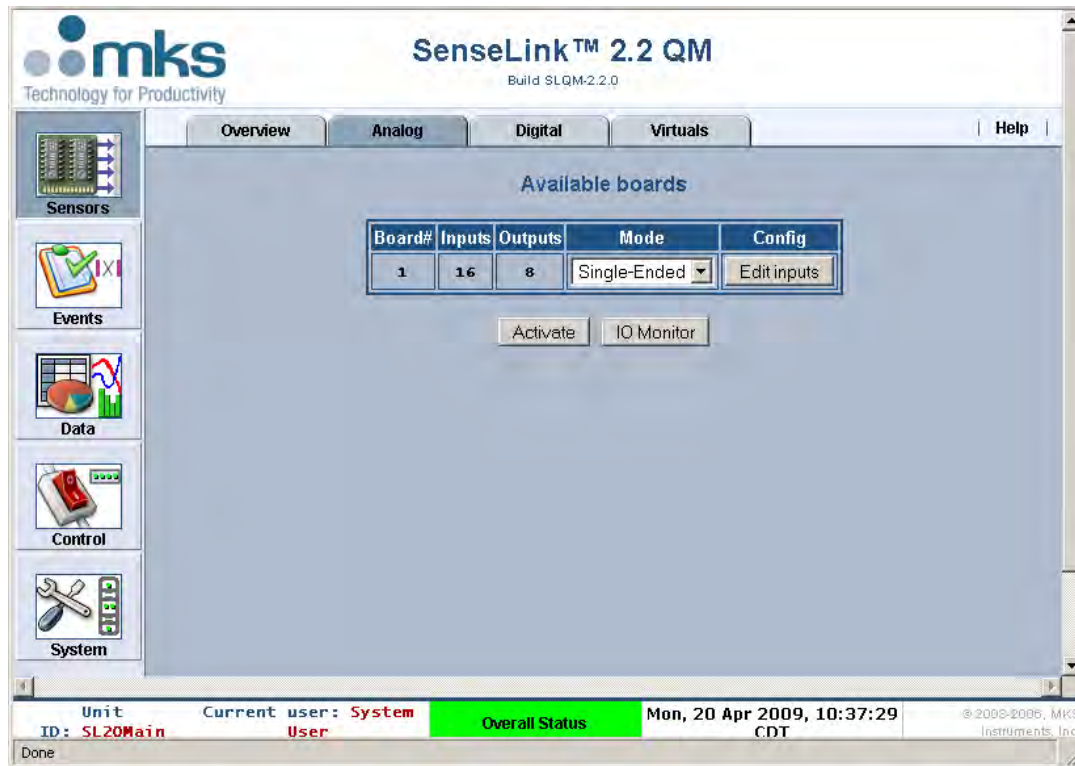 mks
Technology for Productivity
SenseLink™ 2.2 QM
Build SLQM-2.2.0
Overview
Analog
Digital
Virtuals
| Help |
Sensors
Events
Data
Control
System
Available boards
Board# Inputs Outputs Mode Config
1 16 8 Single-Ended Edit inputs
Activate IO Monitor
Unit
ID: SL20Main
Current user: System
User
Overall Status
Mon, 20 Apr 2009, 10:37:29
CDT
Instruments, Inc
Done